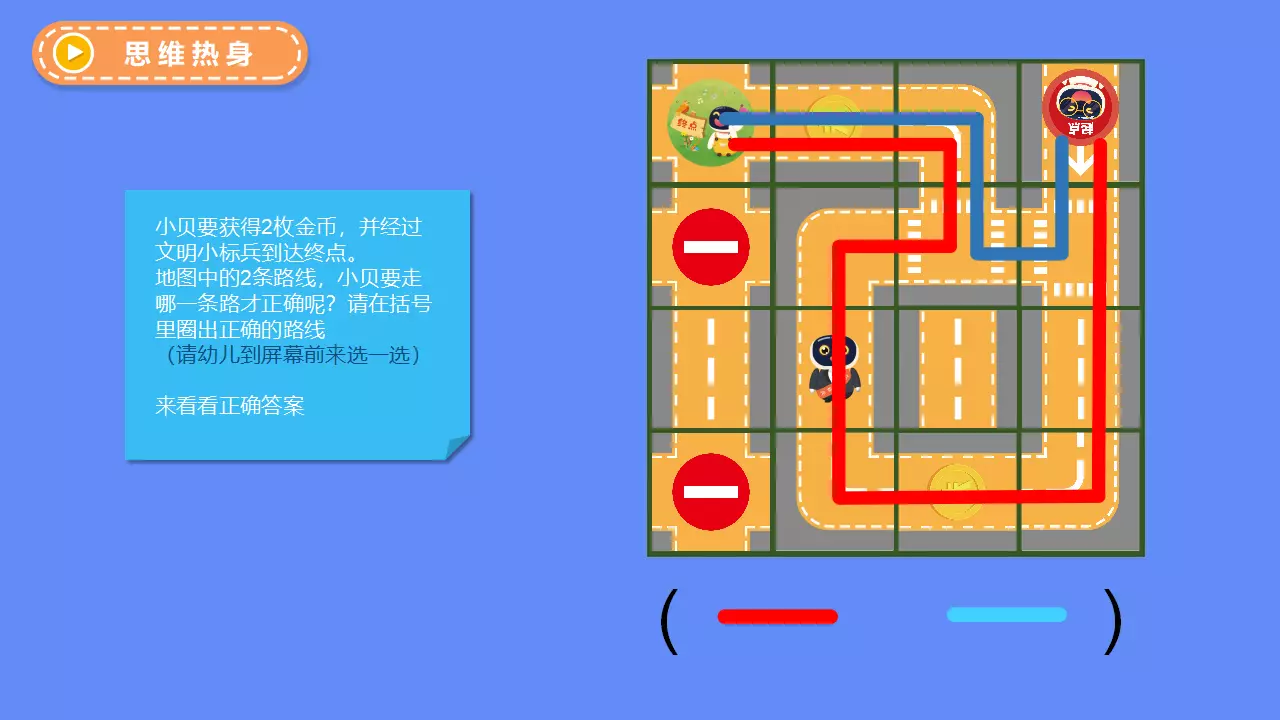 思维热身
终点
起点
小贝要获得2枚金币，并经过
文明小标兵到达终点。
地图中的2条路线，小贝要走
哪一条路才正确呢？请在括号
里圈出正确的路线
（请幼儿到屏幕前来选一选）
来看看正确答案
（ ）